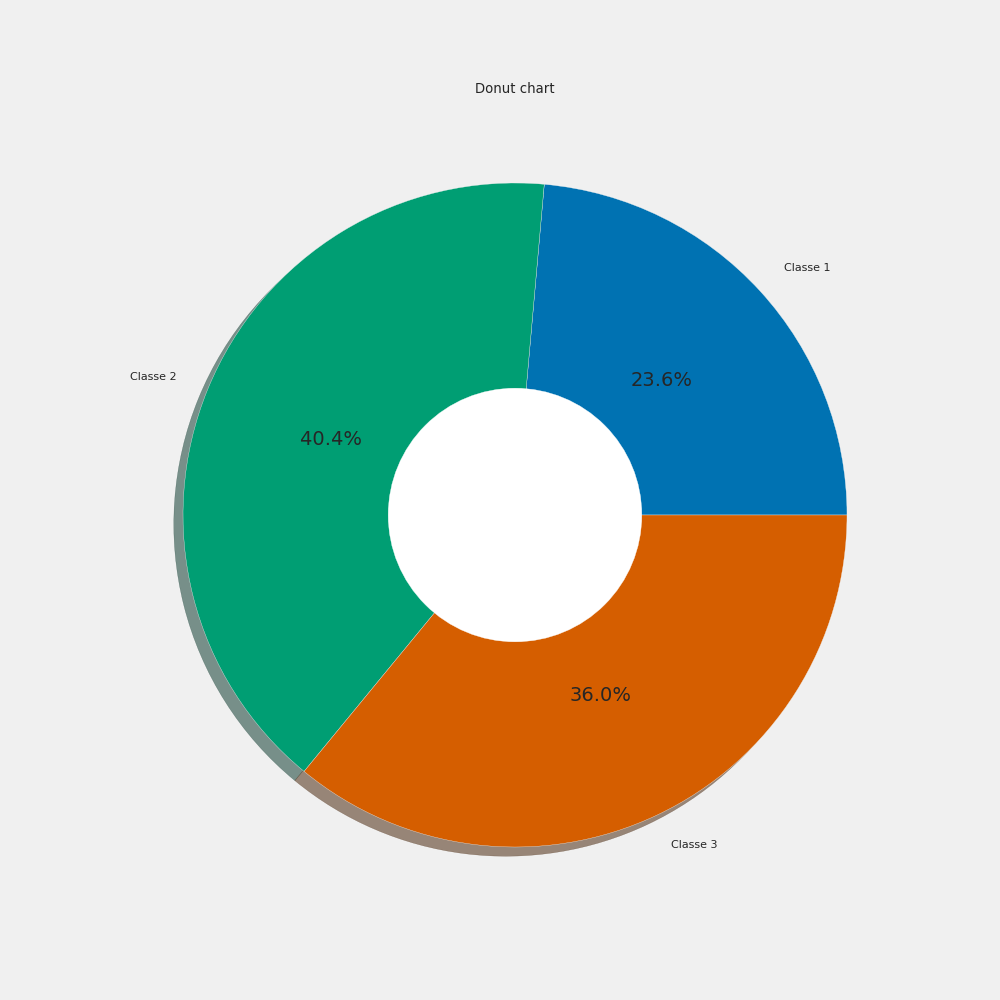 Donut chart
Classe 1
23.6%
Classe 2
40.4%
36.0%
Classe 3